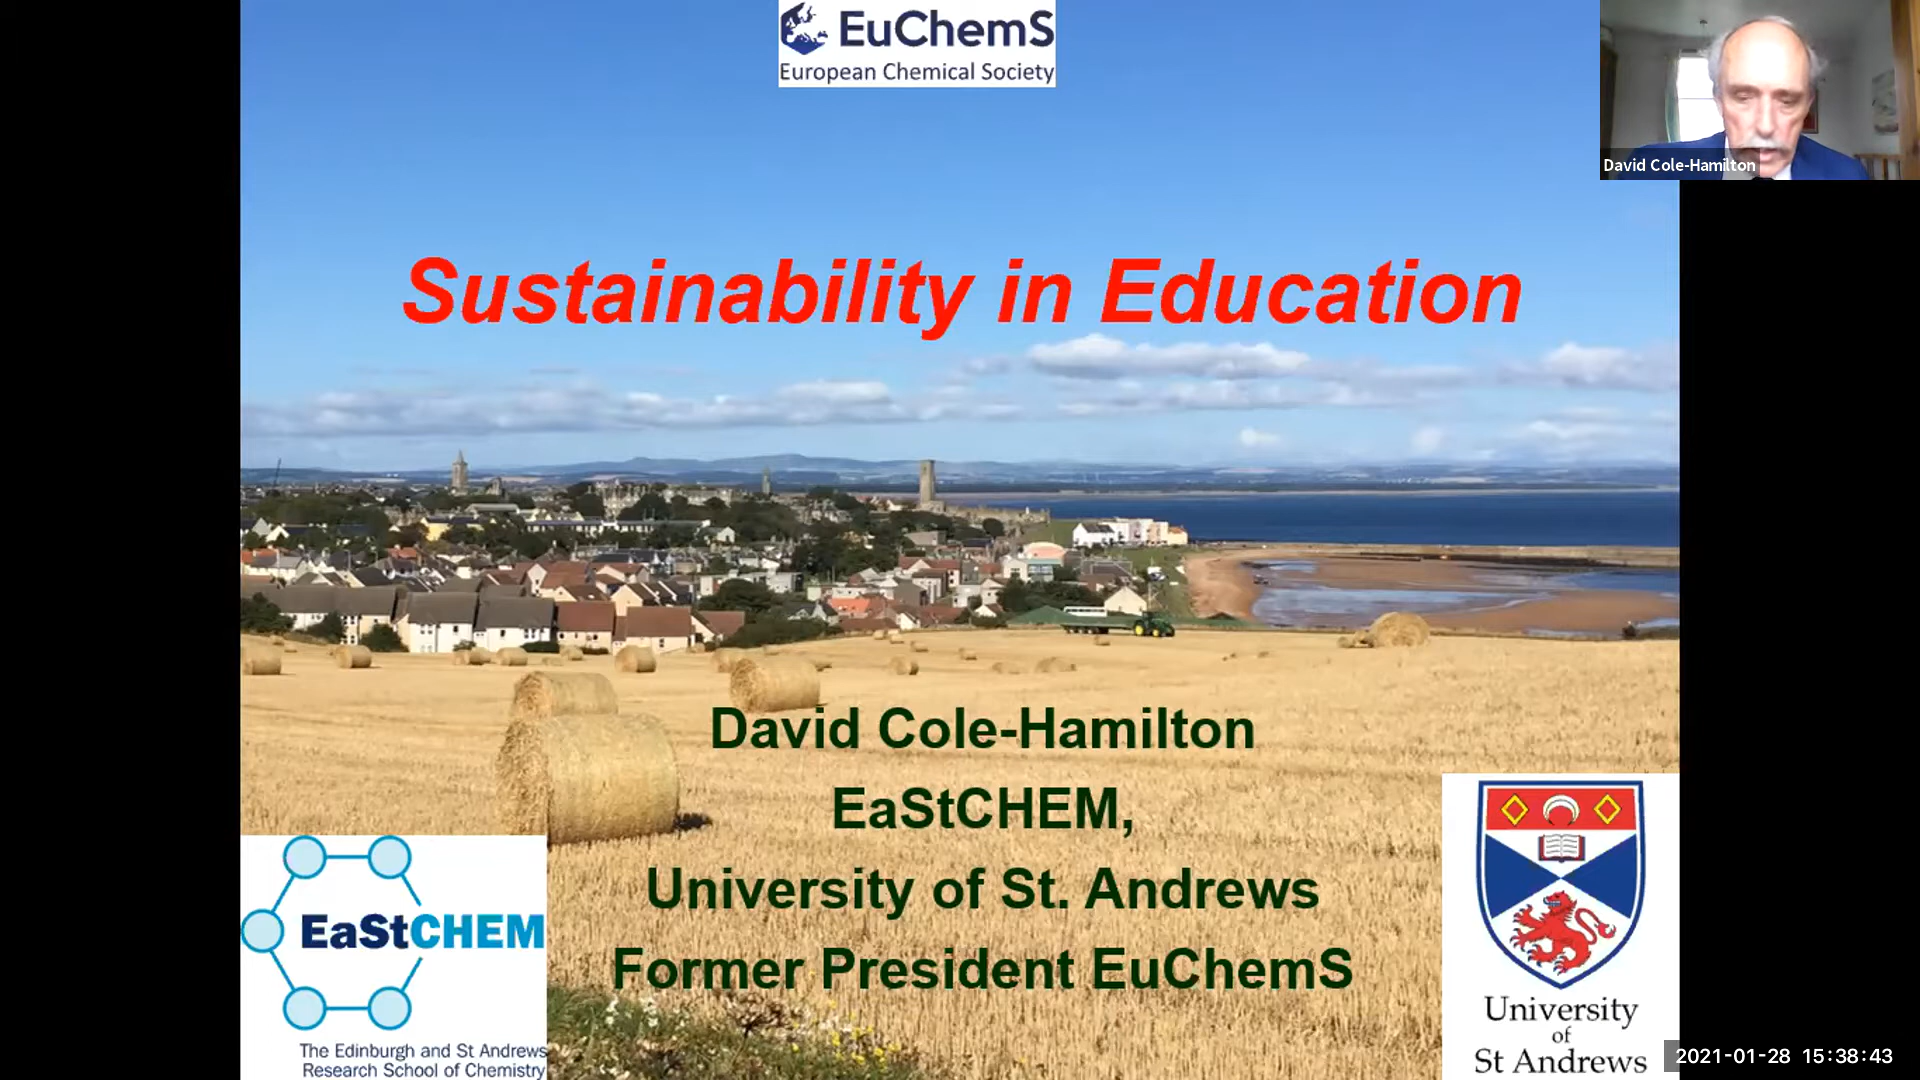 EuChemS
European Chemical Society
David Cole-Hamilton
Sustainability in Education
David Cole-Hamilton
EaStCHEM,
University of St. Andrews
Former President EuChemS
EaStCHEM
The Edinburgh and St Andrews
Research School of Chemistry
University
of
St Andrews
2021-01-28 15:38:43